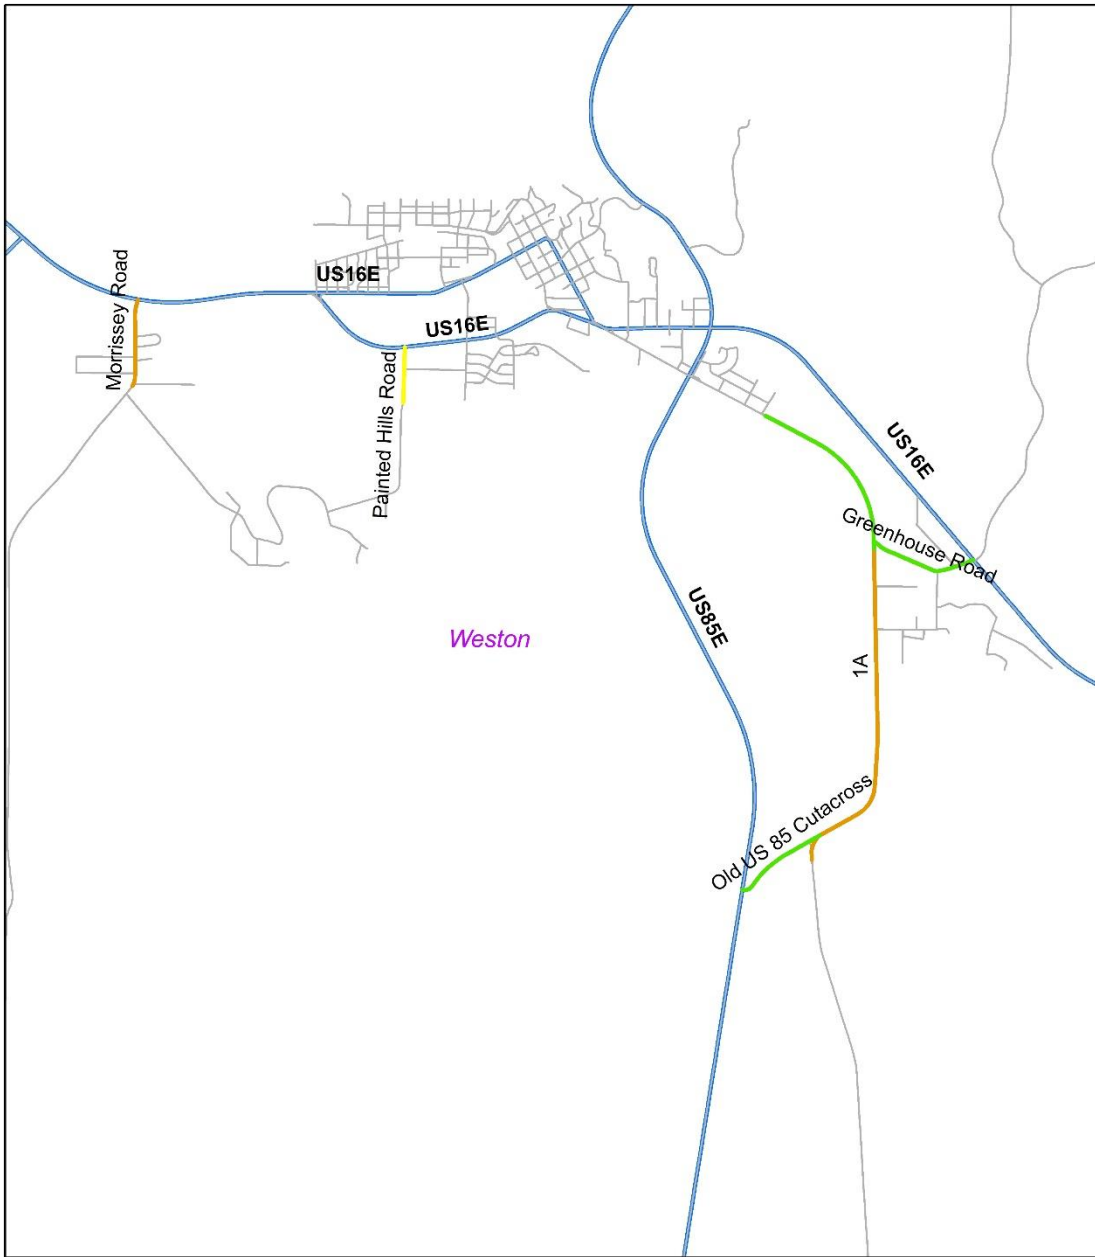 Morrissey Road
US16E
US16E
Painted Hills Road
US16E
Greenhouse Road
US85E
Weston
1A
Old US 85 Cutacross